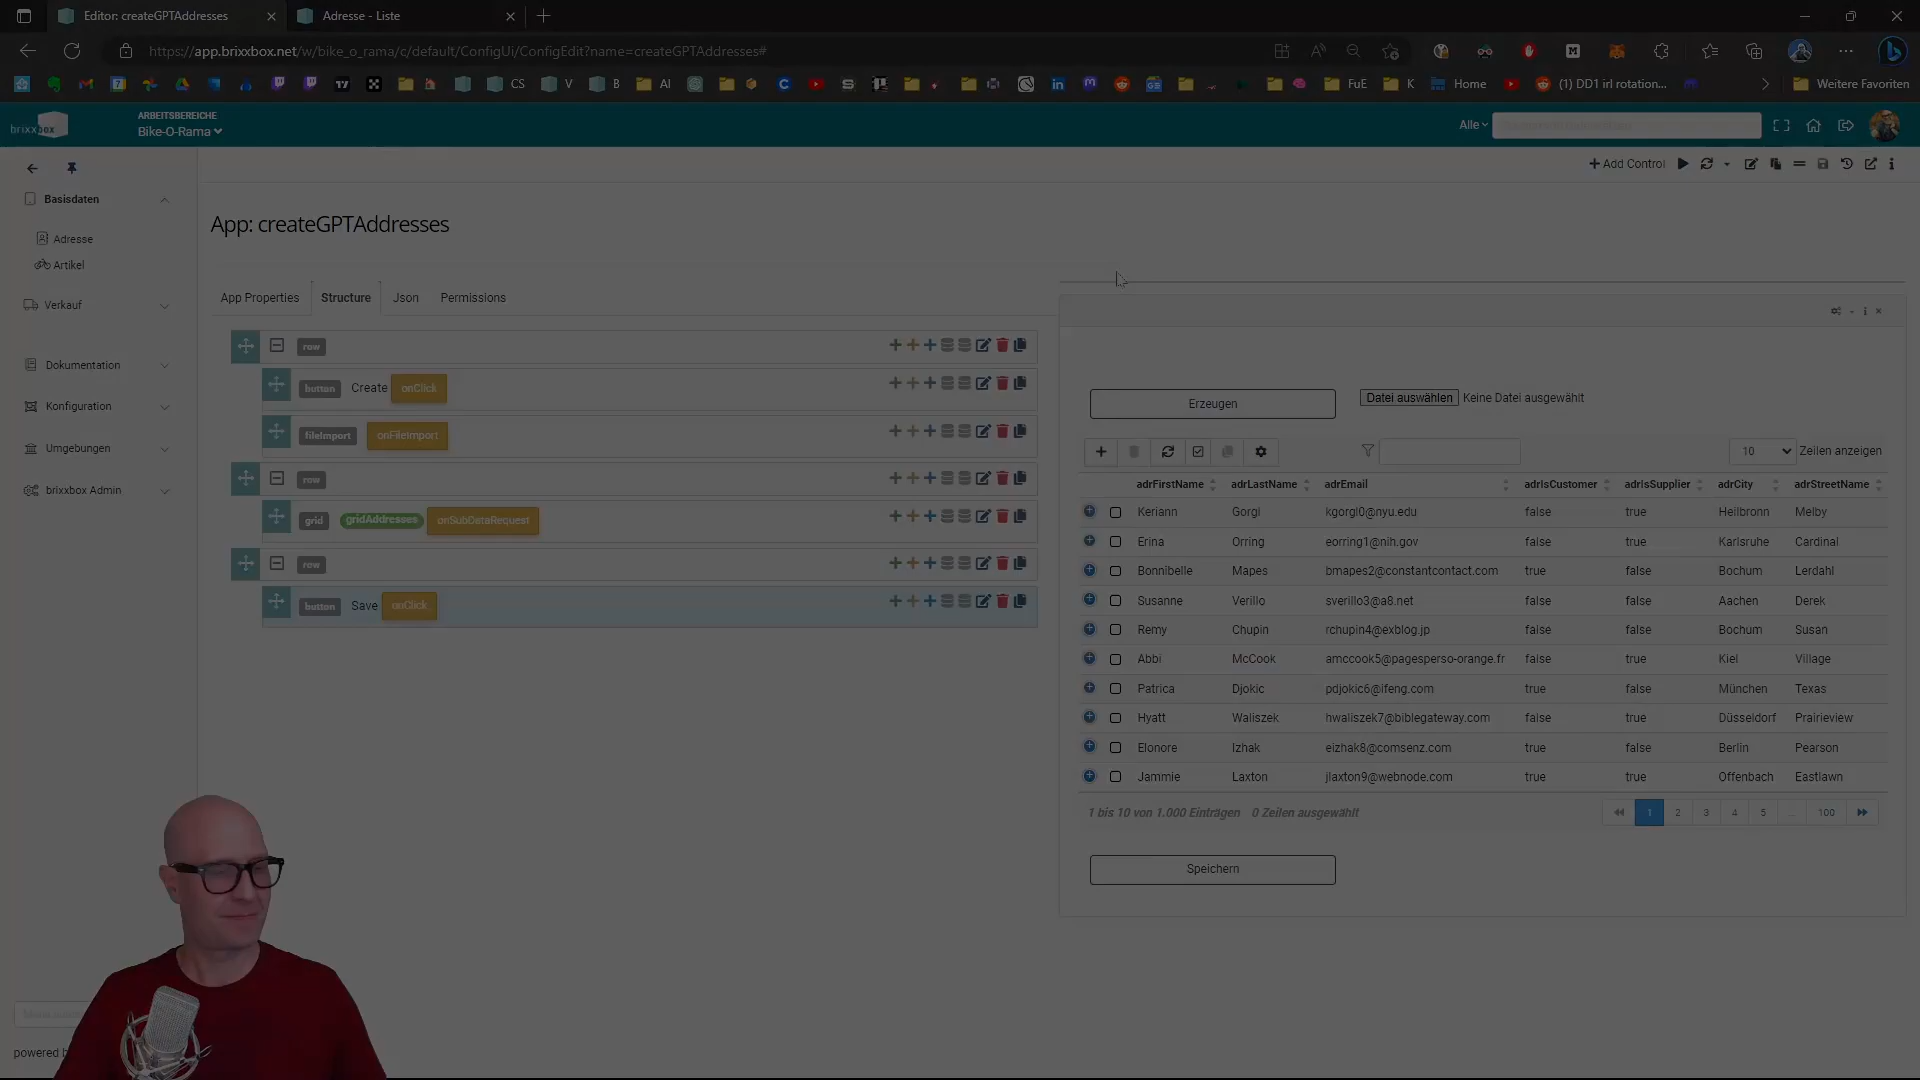 Editor: createGPTAddresses
Adresse - Liste
https://app.brixxbox.net/w/bike_o_rama/c/default/ConfigUi/ConfigEdit?name=createGPTAddresses#
CS
V
B
AI
FuE
K
Home
(1) DD1 irl rotation...
Weitere Favoriten
brixxbox
ARBEITSBEREICHE
Bike-O-Rama
Alle
Add Control
Basisdaten
Adresse
Artikel
Verkauf
Dokumentation
Konfiguration
Umgebungen
brixxbox Admin
powered b
App: createGPTAddresses
App Properties
Structure
Json
Permissions
row
button Create onClick
fileImport onFileImport
row
grid gridAddresses onSubDataRequest
row
button Save onClick
Erzeugen
Datei auswählen Keine Datei ausgewählt
10 Zeilen anzeigen
adrFirstName adrLastName adrEmail adrIsCustomer adrIsSupplier adrCity adrStreetName
Keriann Gorgl kgorgl0@nyu.edu false true Heilbronn Melby
Erina Orring eorring1@nih.gov false true Karlsruhe Cardinal
Bonnibelle Mapes bmapes2@constantcontact.com true false Bochum Lerdahl
Susanne Verillo sverillo3@a8.net false false Aachen Derek
Remy Chupin rchupin4@exblog.jp false false Bochum Susan
Abbi McCook amccook5@pagesperso-orange.fr false true Kiel Village
Patrica Djokic pdjokic6@ifeng.com true false München Texas
Hyatt Waliszek hwaliszek7@biblegateway.com false true Düsseldorf Prairieview
Elonore Izhak eizhak8@comsenz.com true false Berlin Pearson
Jammie Laxton jlaxton9@webnode.com true true Offenbach Eastlawn
1 bis 10 von 1.000 Einträgen 0 Zeilen ausgewählt
1 2 3 4 5 ... 100
Speichern